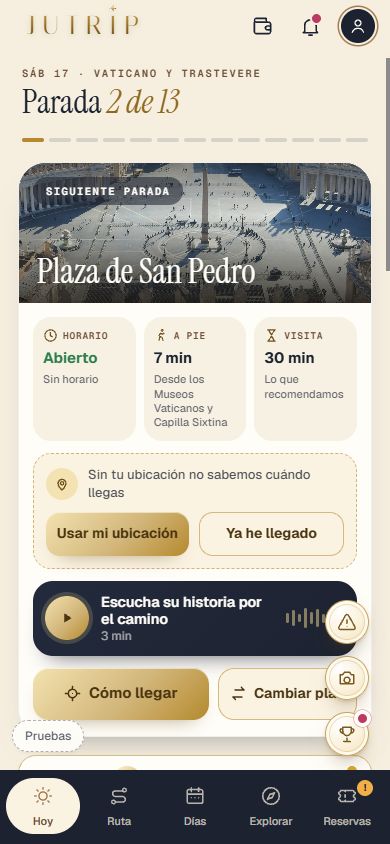 JUTRIP
SÁB 17 · VATICANO Y TRASTEVERE
Parada 2 de 13
SIGUIENTE PARADA
Plaza de San Pedro
HORARIO
Abierto
Sin horario
A PIE
7 min
Desde los
Museos
Vaticanos y
Capilla Sixtina
VISITA
30 min
Lo que
recomendamos
Sin tu ubicación no sabemos cuándo
llegas
Usar mi ubicación
Ya he llegado
Escucha su historia por
el camino
3 min
Cómo llegar
Cambiar
Pruebas
Hoy
Ruta
Días
Explorar
!
Reservas